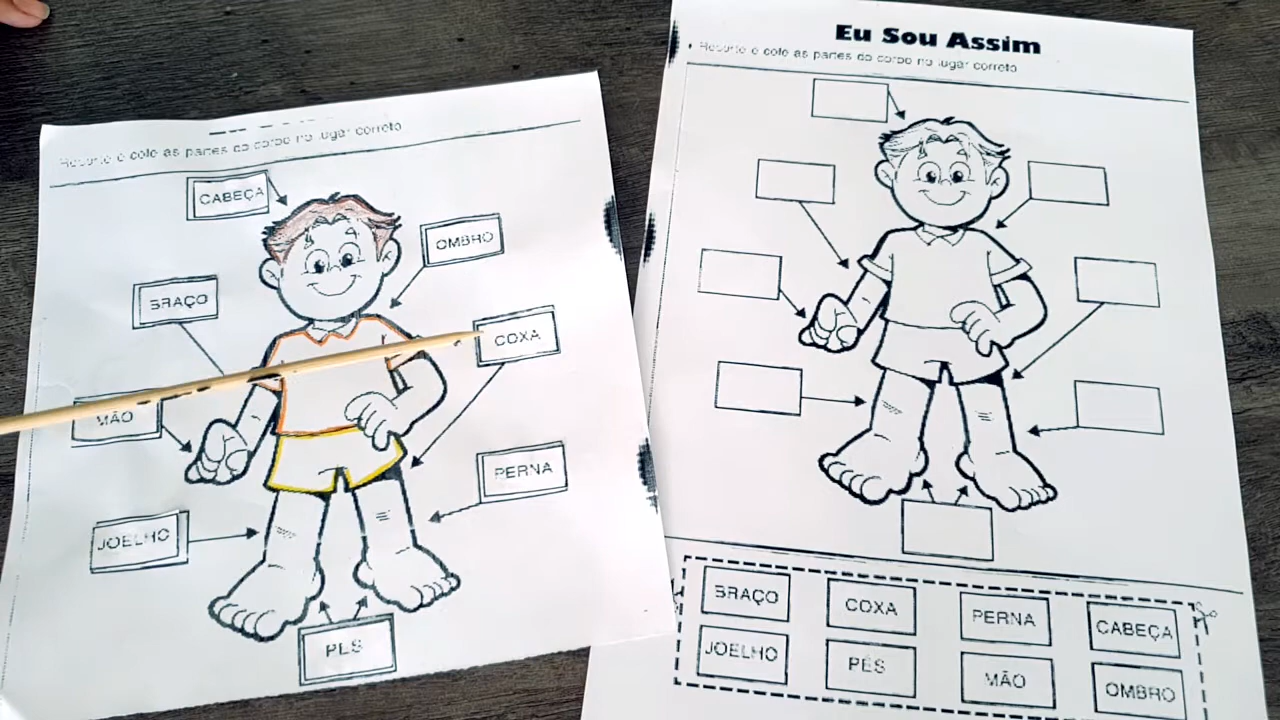 Recorte e cole as partes do corpo no lugar correto
CABEÇA
OMBRO
BRAÇO
COXA
MÃO
PERNA
JOELHO
PÉS
Eu Sou Assim
Recorte e cole as partes do corpo no lugar correto
BRAÇO
COXA
PERNA
CABEÇA
JOELHO
PÉS
MÃO
OMBRO